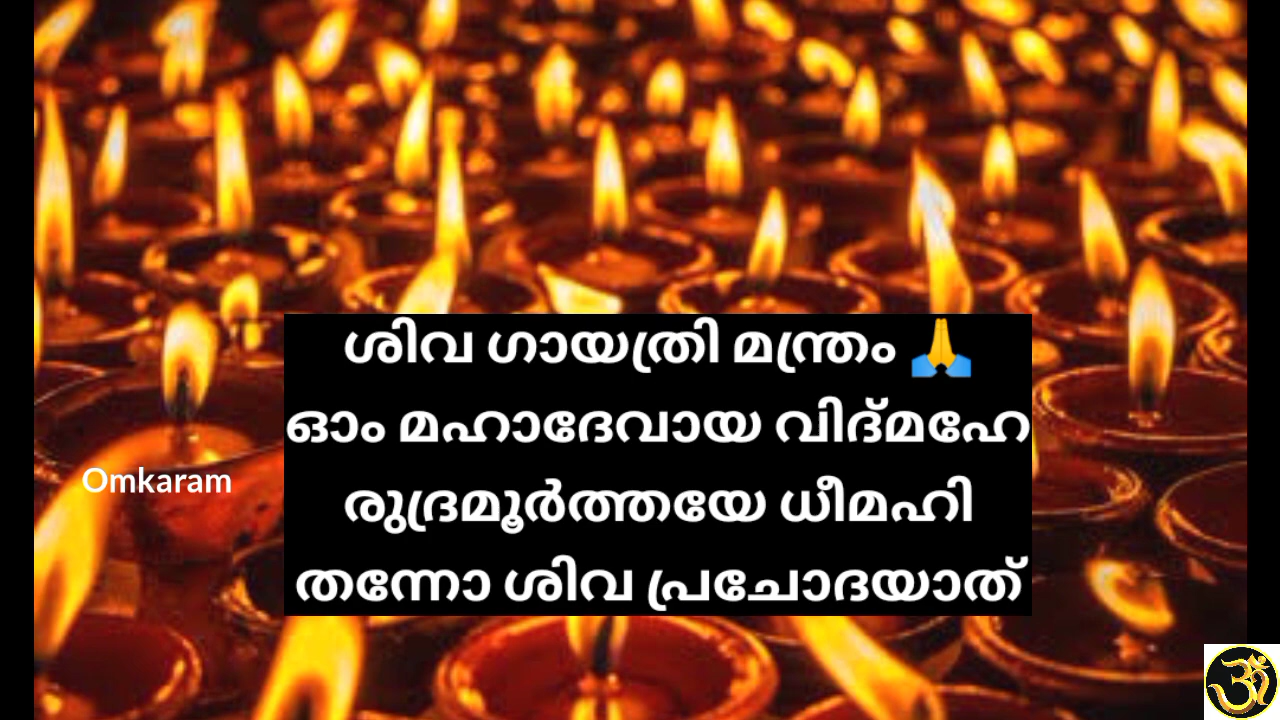 ശിവ ഗായത്രി മന്ത്രം 🙏
ഓം മഹാദേവായ വിദ്മഹേ
രുദ്രമൂർത്തയേ ധീമഹി
തന്നോ ശിവ പ്രചോദയാത്
Omkaram
ॐ